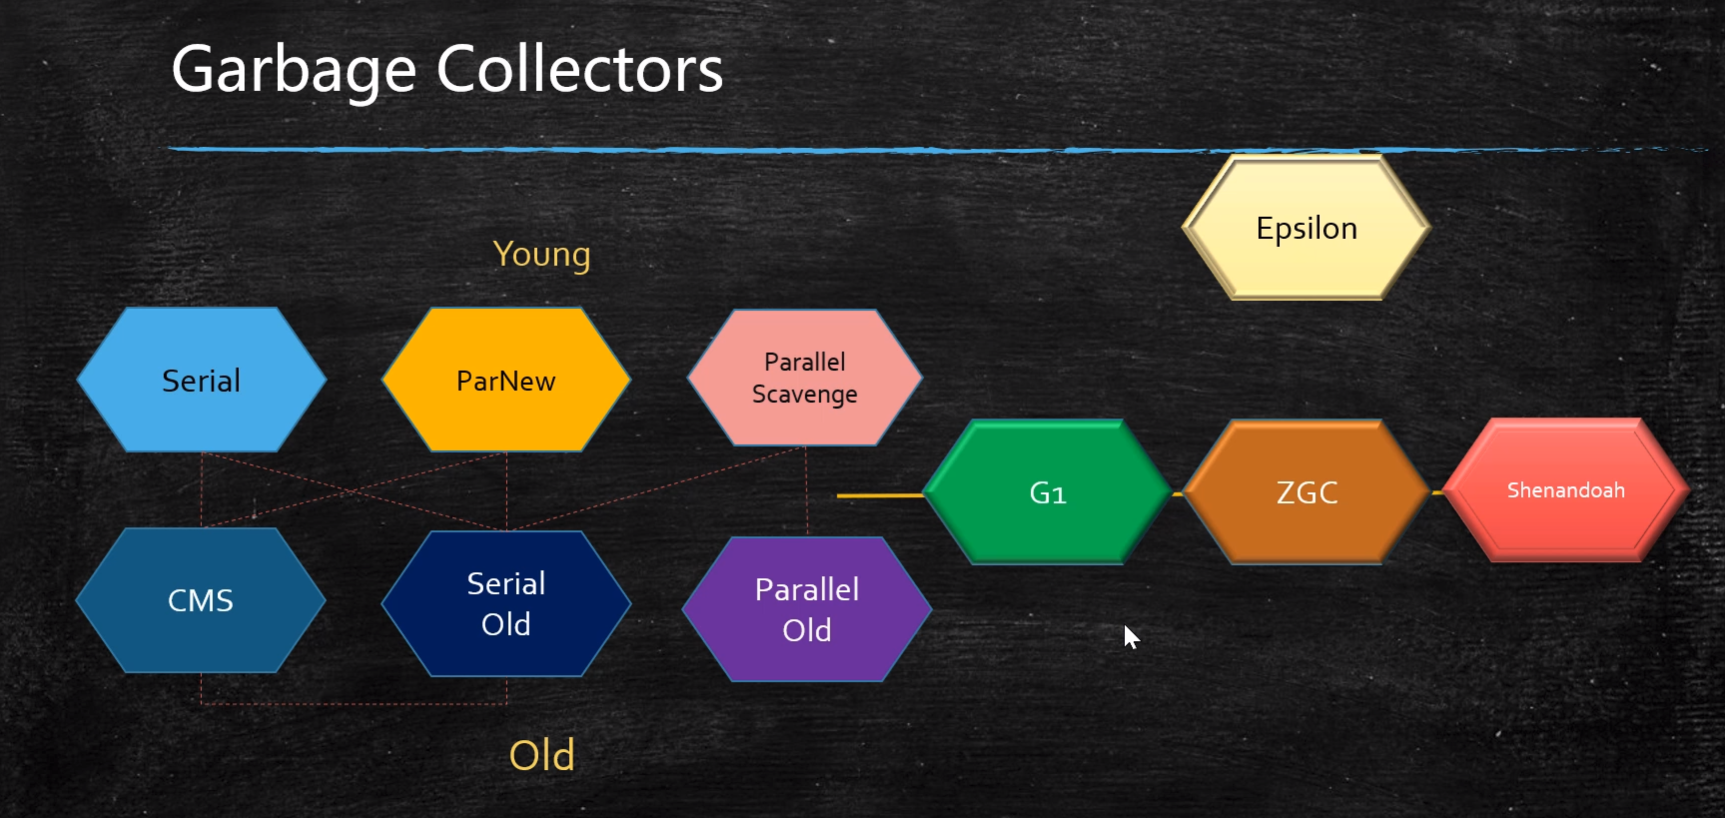 Garbage Collectors
Epsilon
Young
Serial
ParNew
Parallel
Scavenge
G1
ZGC
Shenandoah
CMS
Serial
Old
Parallel
Old
Old